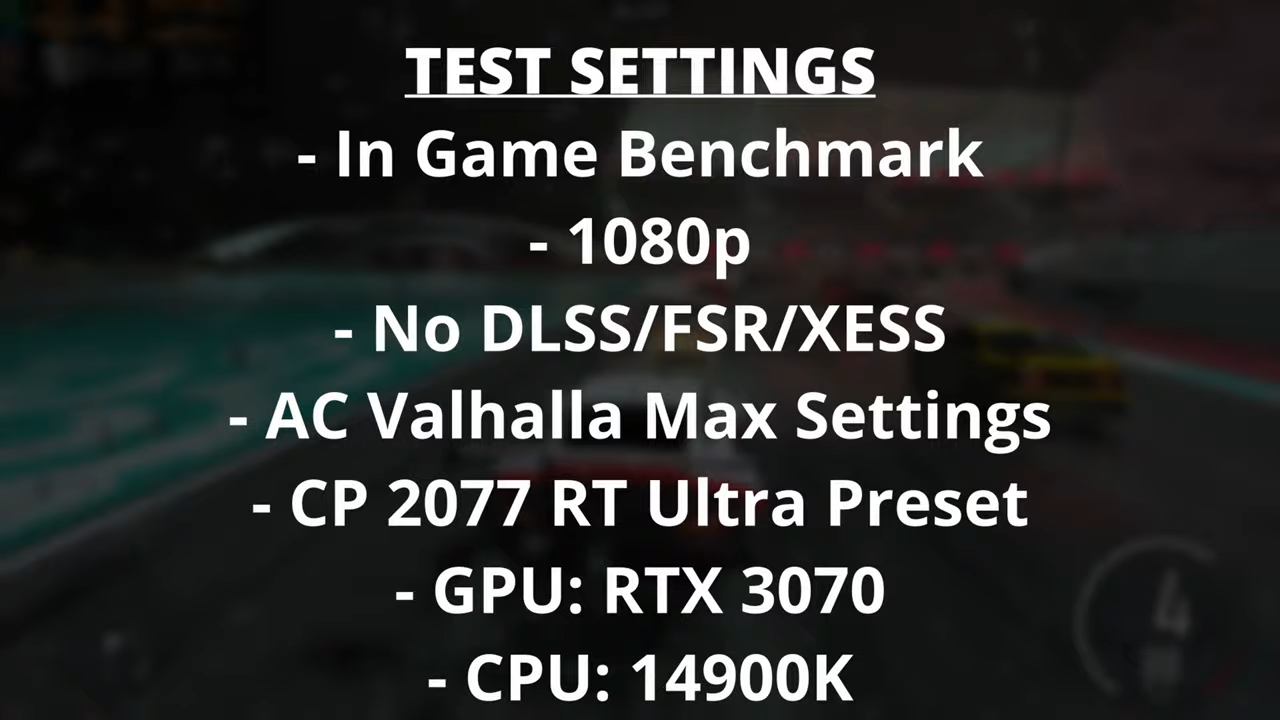 TEST SETTINGS
- In Game Benchmark
- 1080p
- No DLSS/FSR/XESS
- AC Valhalla Max Settings
- CP 2077 RT Ultra Preset
- GPU: RTX 3070
- CPU: 14900K
4